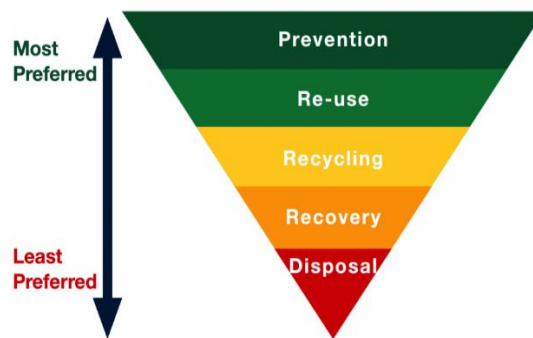 Most
Preferred
Prevention
Re-use
Recycling
Recovery
Least
Preferred
Disposal